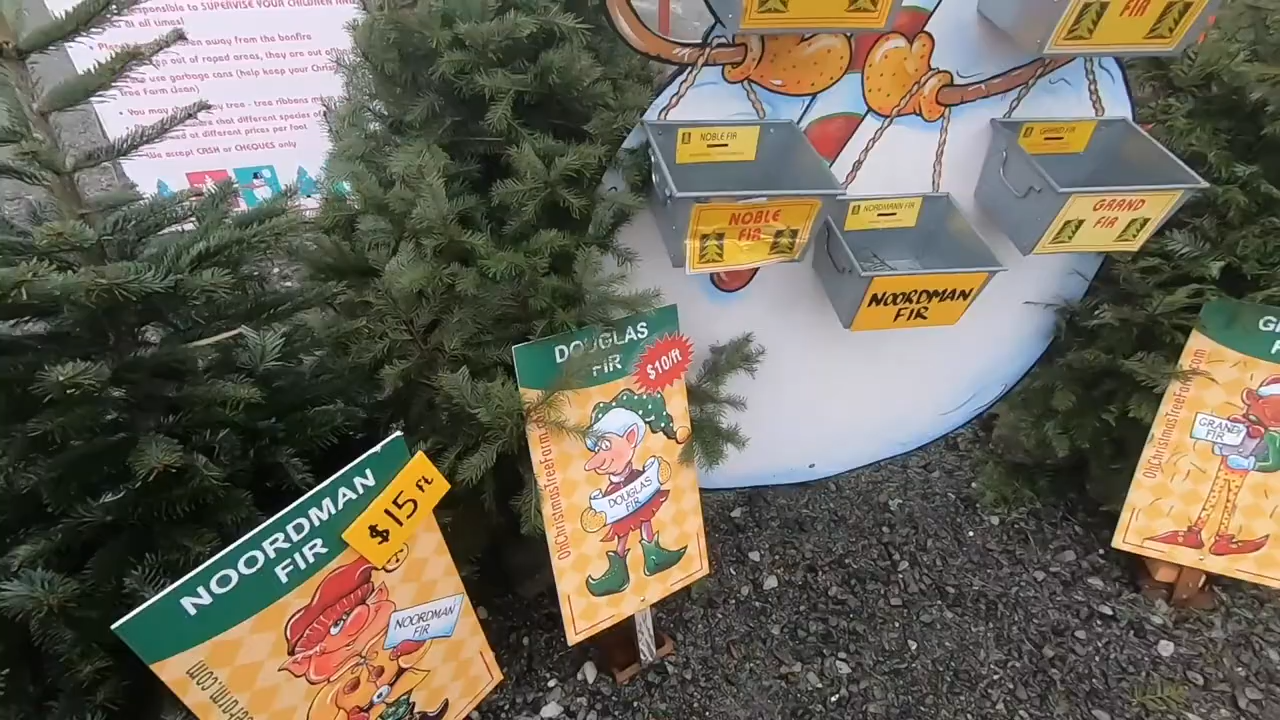 responsible to SUPERVISE YOUR CHILDREN
at all times!
away from the bonfire
out of roped areas, they are out of
use garbage cans (help keep your
Tree Farm clean)
• You may tree - tree ribbons
that different species of
at different prices per foot
We accept CASH or CHEQUES only
FIR
NOBLE FIR
NOBLE
FIR
NORDMANN FIR
NOORDMAN
FIR
GRAND FIR
GRAND
FIR
DOUGLAS
FIR
$10/ft
OhChristmasTreeFarm.com
DOUGLAS
FIR
NOORDMAN
FIR
$15 ft
NOORDMAN
FIR
OhChristmasTreeFarm.com
GRAND
FIR